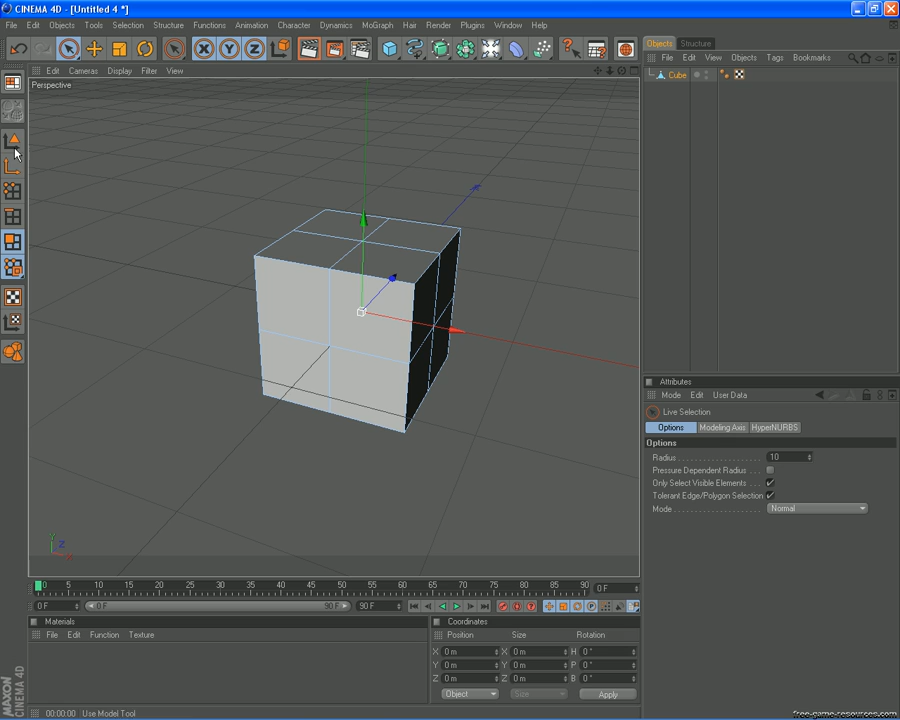 CINEMA 4D - [Untitled 4 *]
File Edit Objects Tools Selection Structure Functions Animation Character Dynamics MoGraph Hair Render Plugins Window Help
X Y Z
Objects Structure
File Edit View Objects Tags Bookmarks
Cube
Edit Cameras Display Filter View
Perspective
Y Z X
Attributes
Mode Edit User Data
Live Selection
Options Modeling Axis HyperNURBS
Options
Radius 10
Pressure Dependent Radius
Only Select Visible Elements
Tolerant Edge/Polygon Selection
Mode Normal
0 5 10 15 20 25 30 35 40 45 50 55 60 65 70 75 80 85 90 0 F
0 F 0 F 90 F 90 F
Materials
File Edit Function Texture
Coordinates
Position Size Rotation
X 0 m X 0 m H 0 °
Y 0 m Y 0 m P 0 °
Z 0 m Z 0 m B 0 °
Object Size Apply
MAXON
CINEMA 4D
00:00:00 Use Model Tool
free-game-resources.com